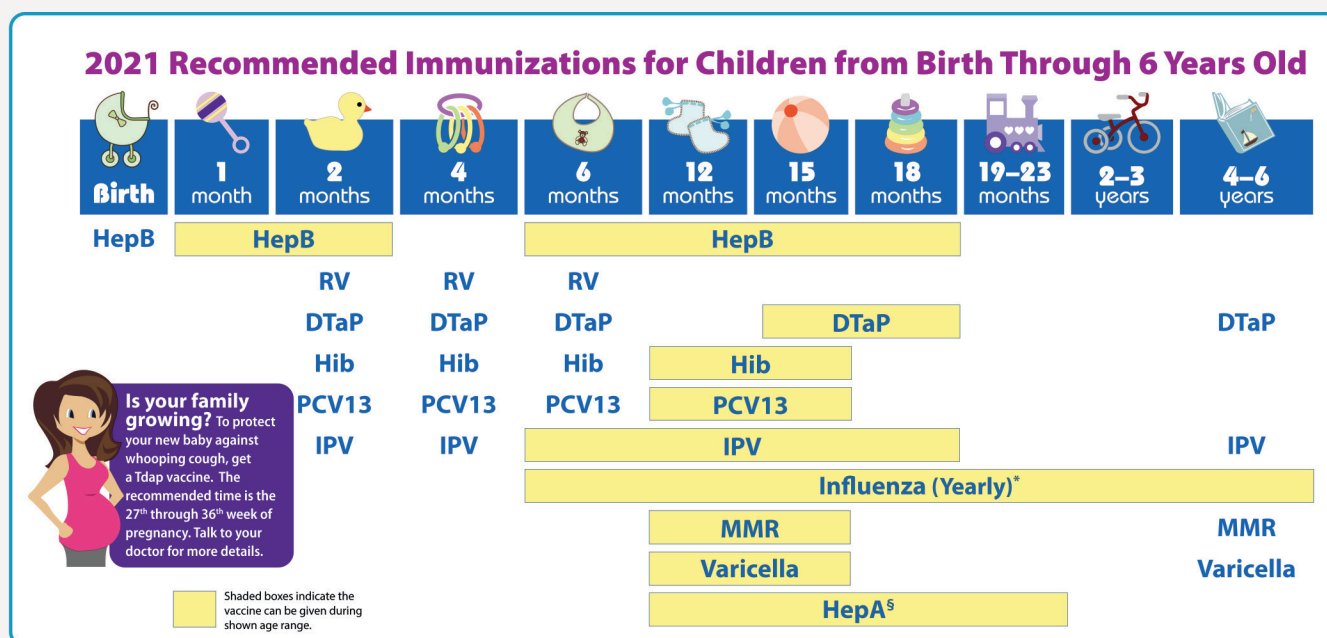 2021 Recommended Immunizations for Children from Birth Through 6 Years Old
Birth
1
month
2
months
4
months
6
months
12
months
15
months
18
months
19–23
months
2–3
years
4–6
years
HepB HepB HepB
RV RV RV
DTaP DTaP DTaP DTaP DTaP
Hib Hib Hib Hib
PCV13 PCV13 PCV13 PCV13
IPV IPV IPV IPV
Influenza (Yearly)*
MMR MMR
Varicella Varicella
HepA§
Is your family
growing? To protect
your new baby against
whooping cough, get
a Tdap vaccine. The
recommended time is the
27th through 36th week of
pregnancy. Talk to your
doctor for more details.
Shaded boxes indicate the
vaccine can be given during
shown age range.